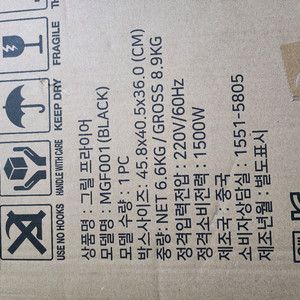 FRAGILE
KEEP DRY
HANDLE WITH CARE
USE NO HOOKS
상품명 : 그릴 프라이어
모델명 : MGF001(BLACK)
모델 수량 : 1 PC
박스사이즈: 45.8x40.5x36.0 (CM)
중량: NET 6.6KG /GROSS 8.9KG
정격입력전압 : 220V/60Hz
정격소비전력 : 1500W
제조국 : 중국
소비자상담실 : 1551-5805
제조년월 : 별도표시